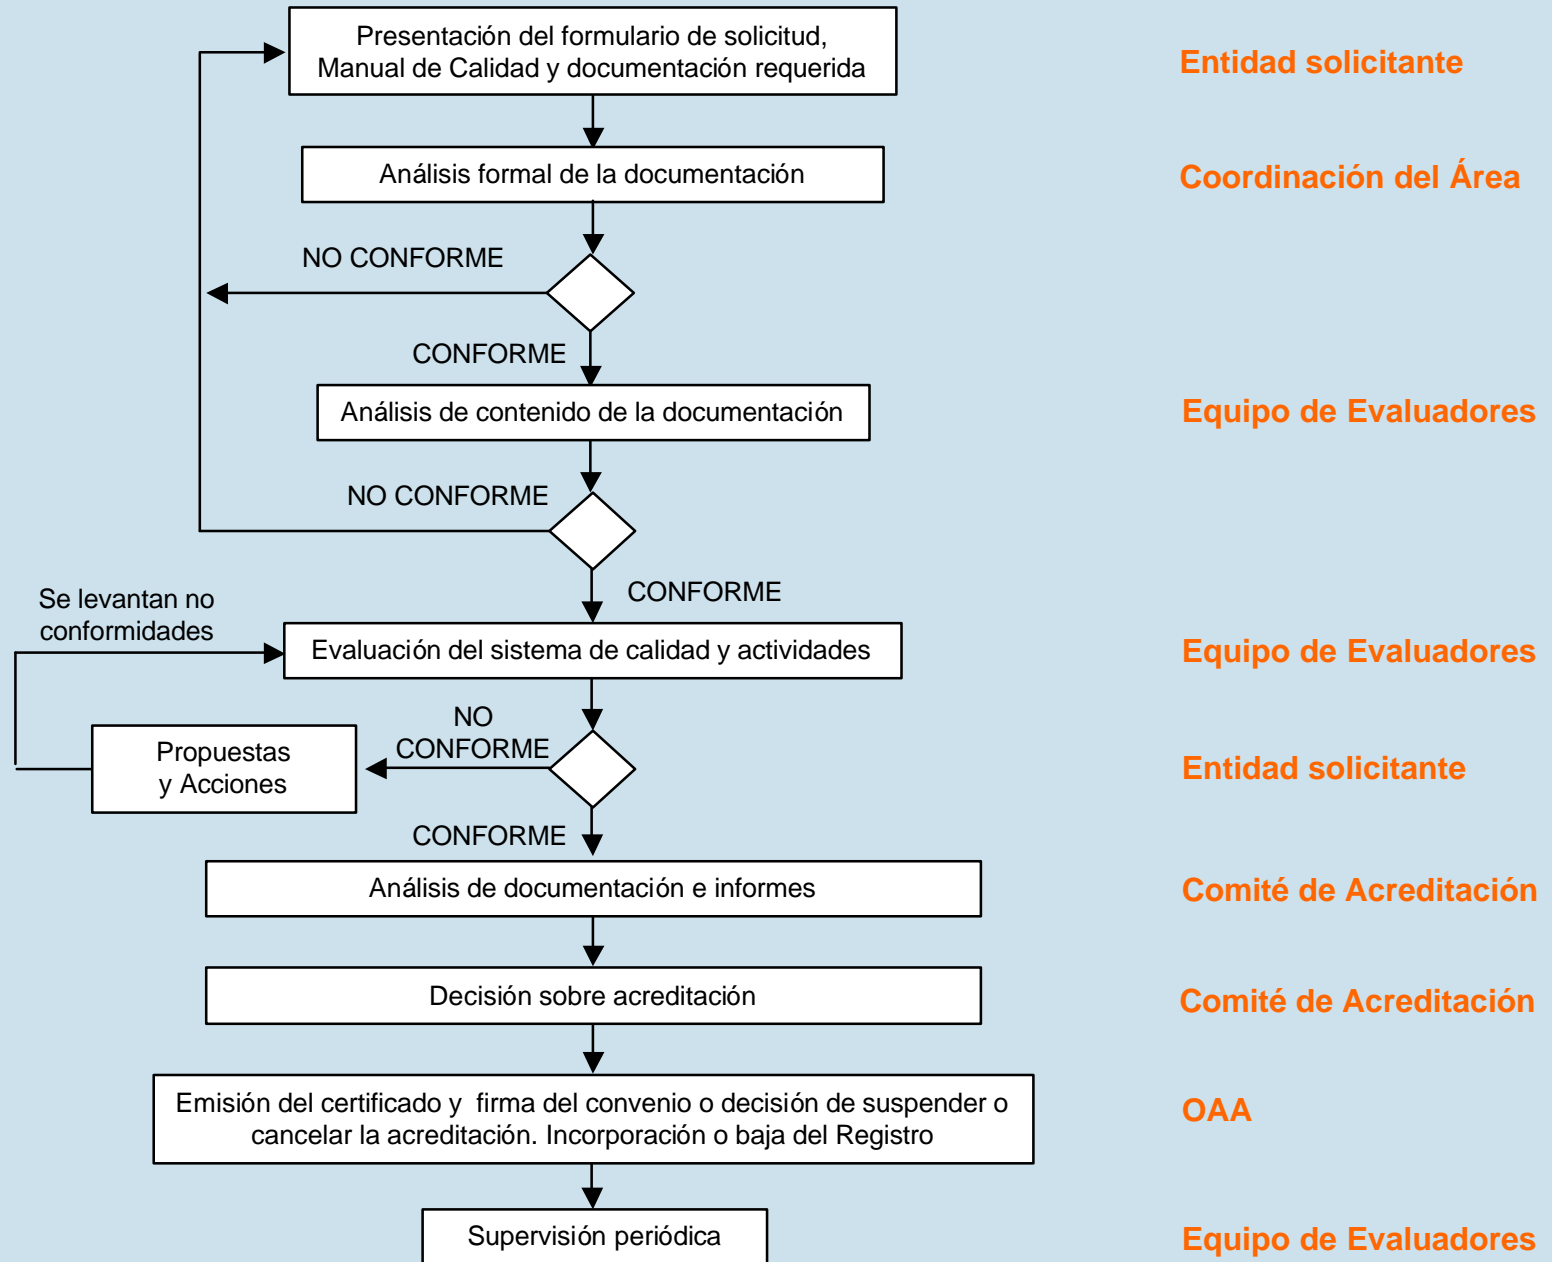 Presentación del formulario de solicitud,
Manual de Calidad y documentación requerida
Entidad solicitante
Análisis formal de la documentación
Coordinación del Área
NO CONFORME
CONFORME
Análisis de contenido de la documentación
Equipo de Evaluadores
NO CONFORME
CONFORME
Se levantan no
conformidades
Evaluación del sistema de calidad y actividades
Equipo de Evaluadores
NO
CONFORME
Propuestas
y Acciones
Entidad solicitante
CONFORME
Análisis de documentación e informes
Comité de Acreditación
Decisión sobre acreditación
Comité de Acreditación
Emisión del certificado y firma del convenio o decisión de suspender o
cancelar la acreditación. Incorporación o baja del Registro
OAA
Supervisión periódica
Equipo de Evaluadores